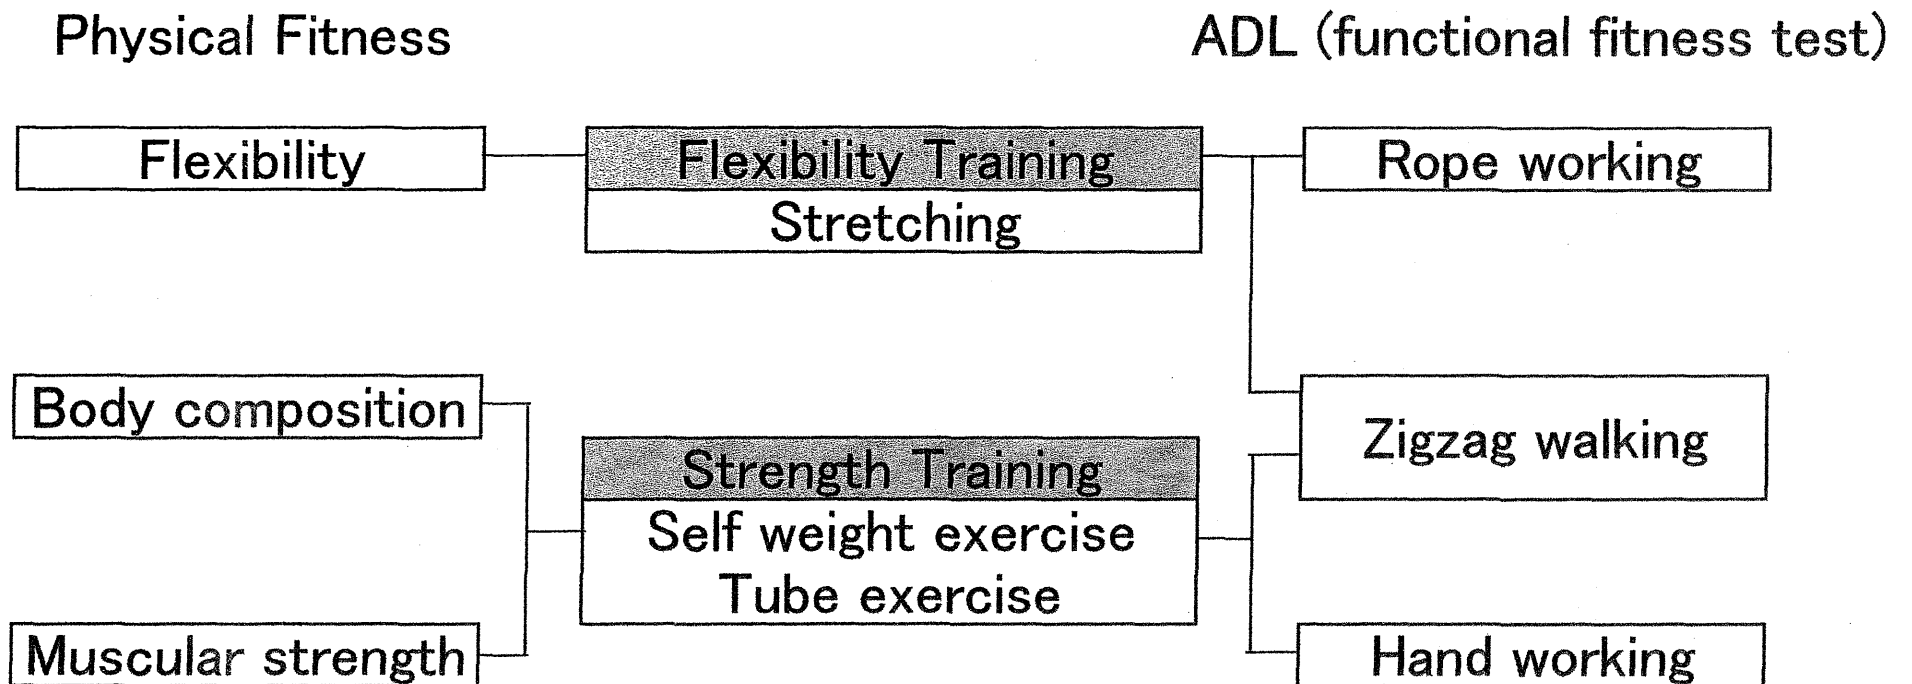 Physical Fitness
ADL (functional fitness test)
Flexibility
Flexibility Training
Stretching
Rope working
Body composition
Strength Training
Self weight exercise
Tube exercise
Zigzag walking
Muscular strength
Hand working